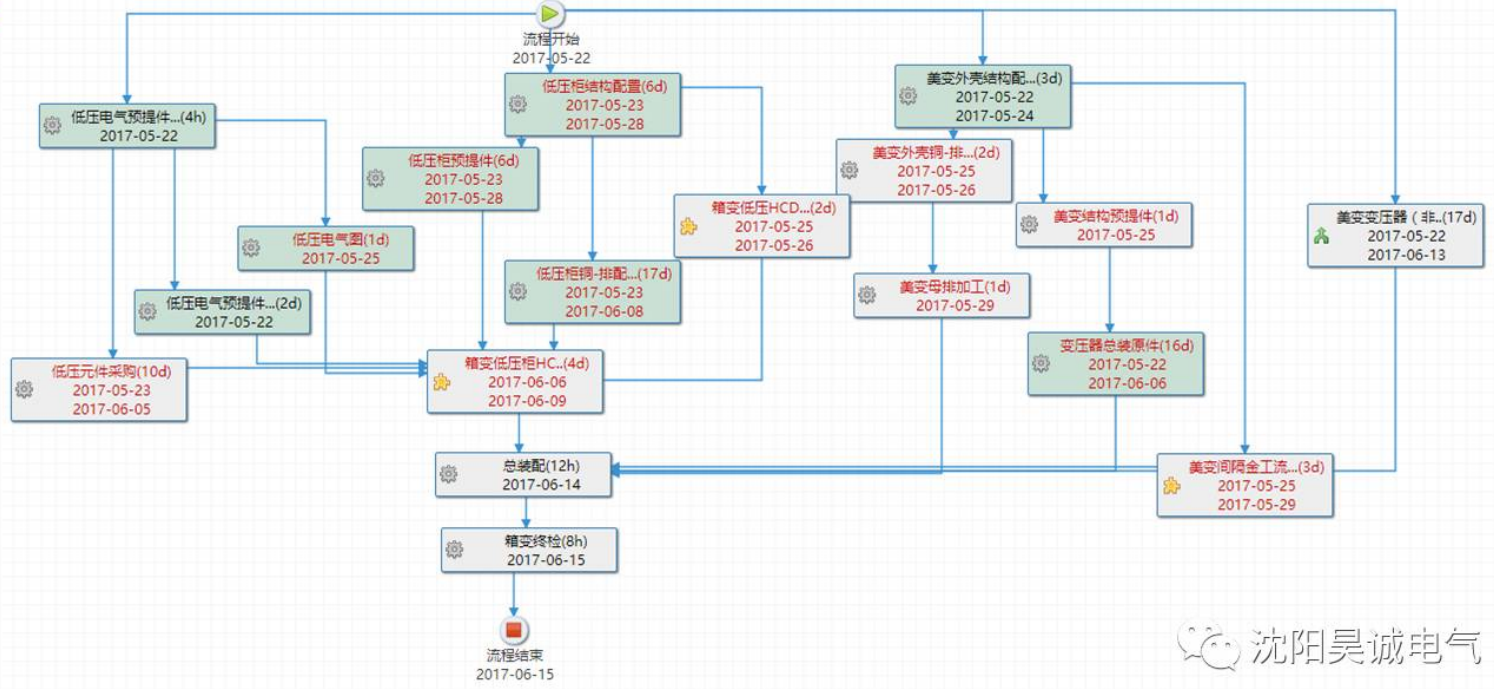 流程开始
2017-05-22
低压电气预提件...(4h)
2017-05-22
低压柜结构配置(6d)
2017-05-23
2017-05-28
美变外壳结构配...(3d)
2017-05-22
2017-05-24
低压柜预提件(6d)
2017-05-23
2017-05-28
美变外壳铜-排...(2d)
2017-05-25
2017-05-26
箱变低压HCD...(2d)
2017-05-25
2017-05-26
美变结构预提件(1d)
2017-05-25
美变变压器（非..(17d)
2017-05-22
2017-06-13
低压电气图(1d)
2017-05-25
低压柜铜-排配...(17d)
2017-05-23
2017-06-08
美变母排加工(1d)
2017-05-29
低压电气预提件...(2d)
2017-05-22
变压器总装原件(16d)
2017-05-22
2017-06-06
低压元件采购(10d)
2017-05-23
2017-06-05
箱变低压柜HC..(4d)
2017-06-06
2017-06-09
总装配(12h)
2017-06-14
美变间隔金工流...(3d)
2017-05-25
2017-05-29
箱变终检(8h)
2017-06-15
流程结束
2017-06-15
沈阳昊诚电气